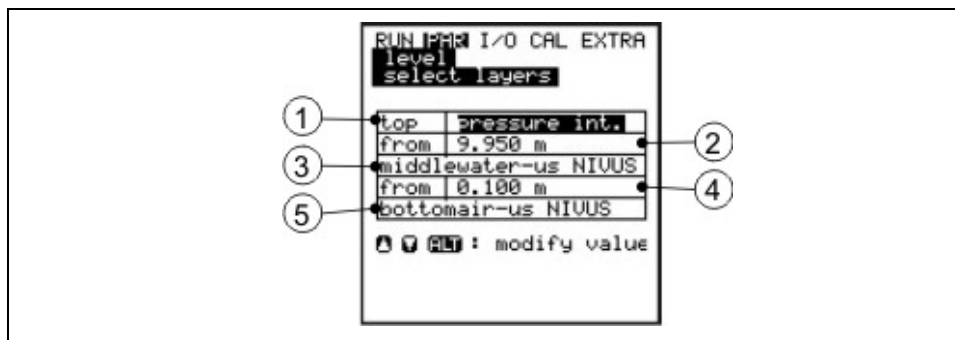 RUN PAR I/O CAL EXTRA
level
select layers
1
top pressure int.
from 9.950 m
2
3
middlewater-us NIVUS
from 0.100 m
4
5
bottomair-us NIVUS
ALT : modify value